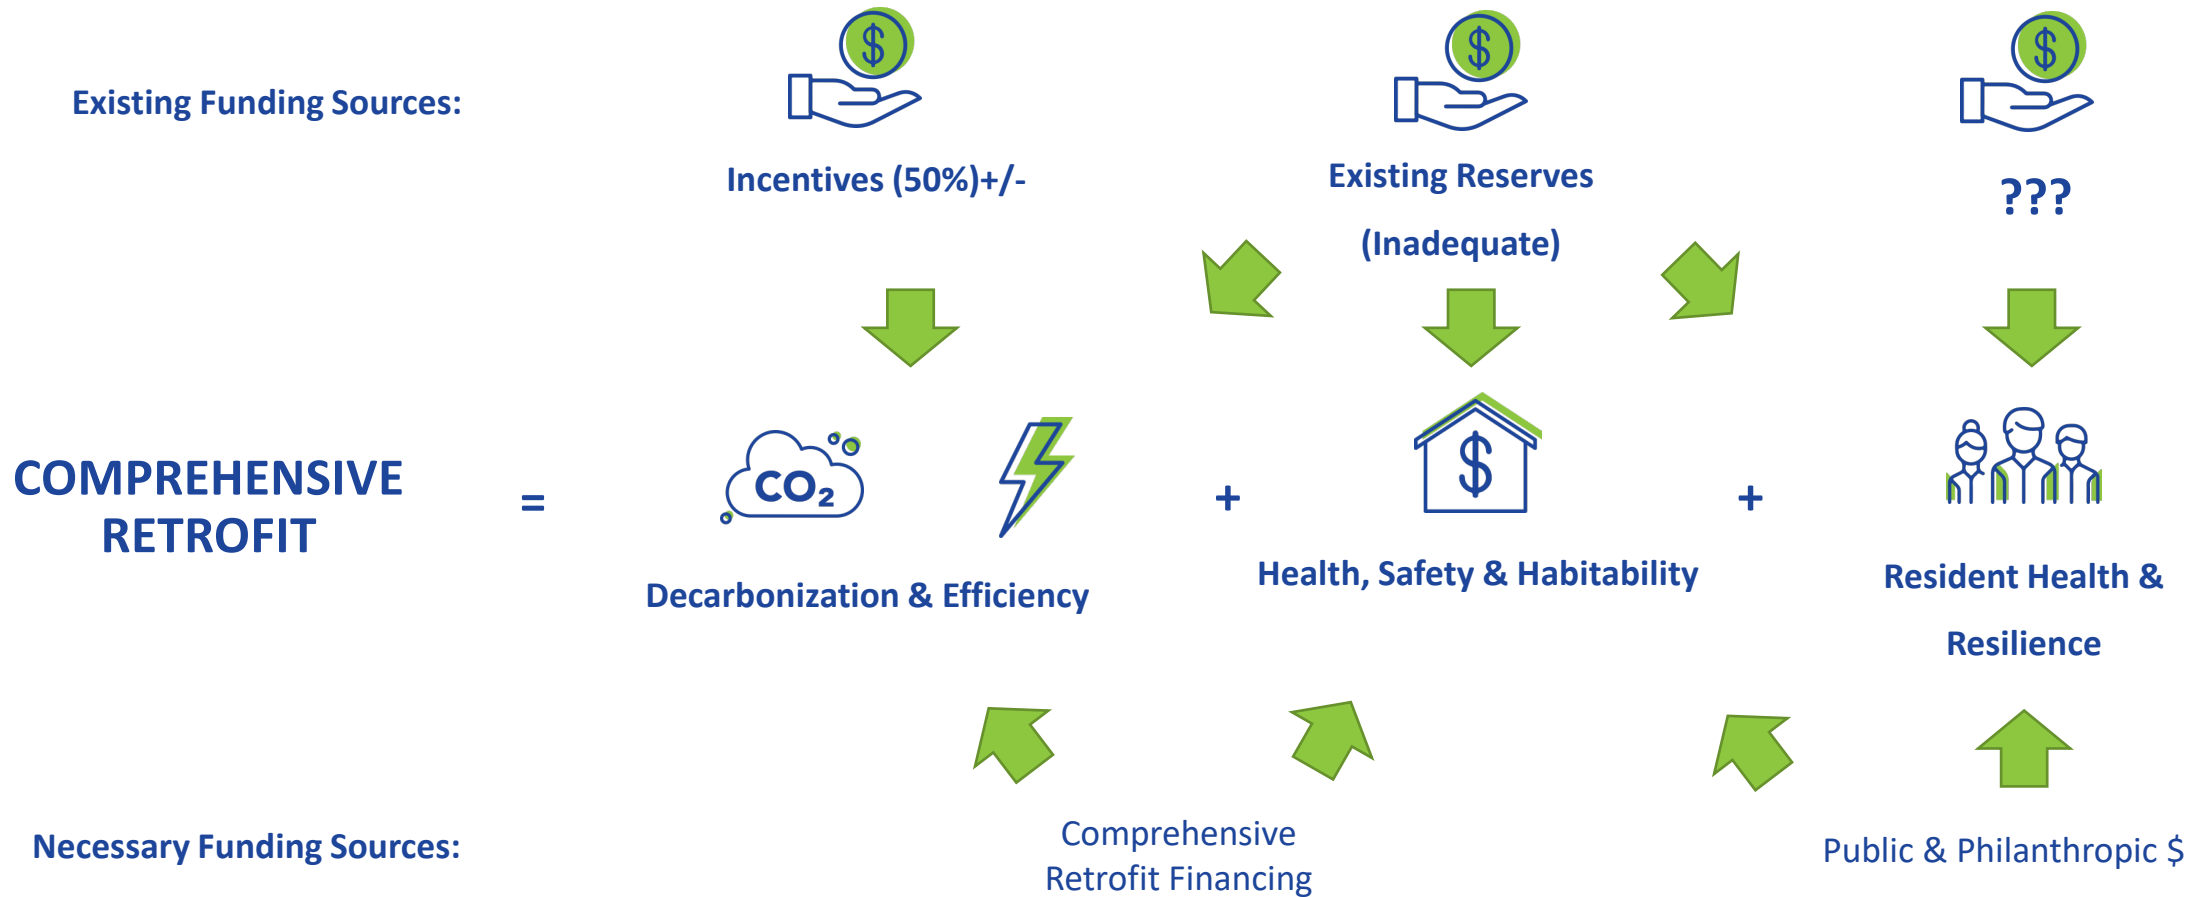 Existing Funding Sources:
$
$
$
Incentives (50%)+/-
Existing Reserves
(Inadequate)
???
COMPREHENSIVE
RETROFIT
=
CO₂
+
$
+
Decarbonization & Efficiency
Health, Safety & Habitability
Resident Health &
Resilience
Necessary Funding Sources:
Comprehensive
Retrofit Financing
Public & Philanthropic $